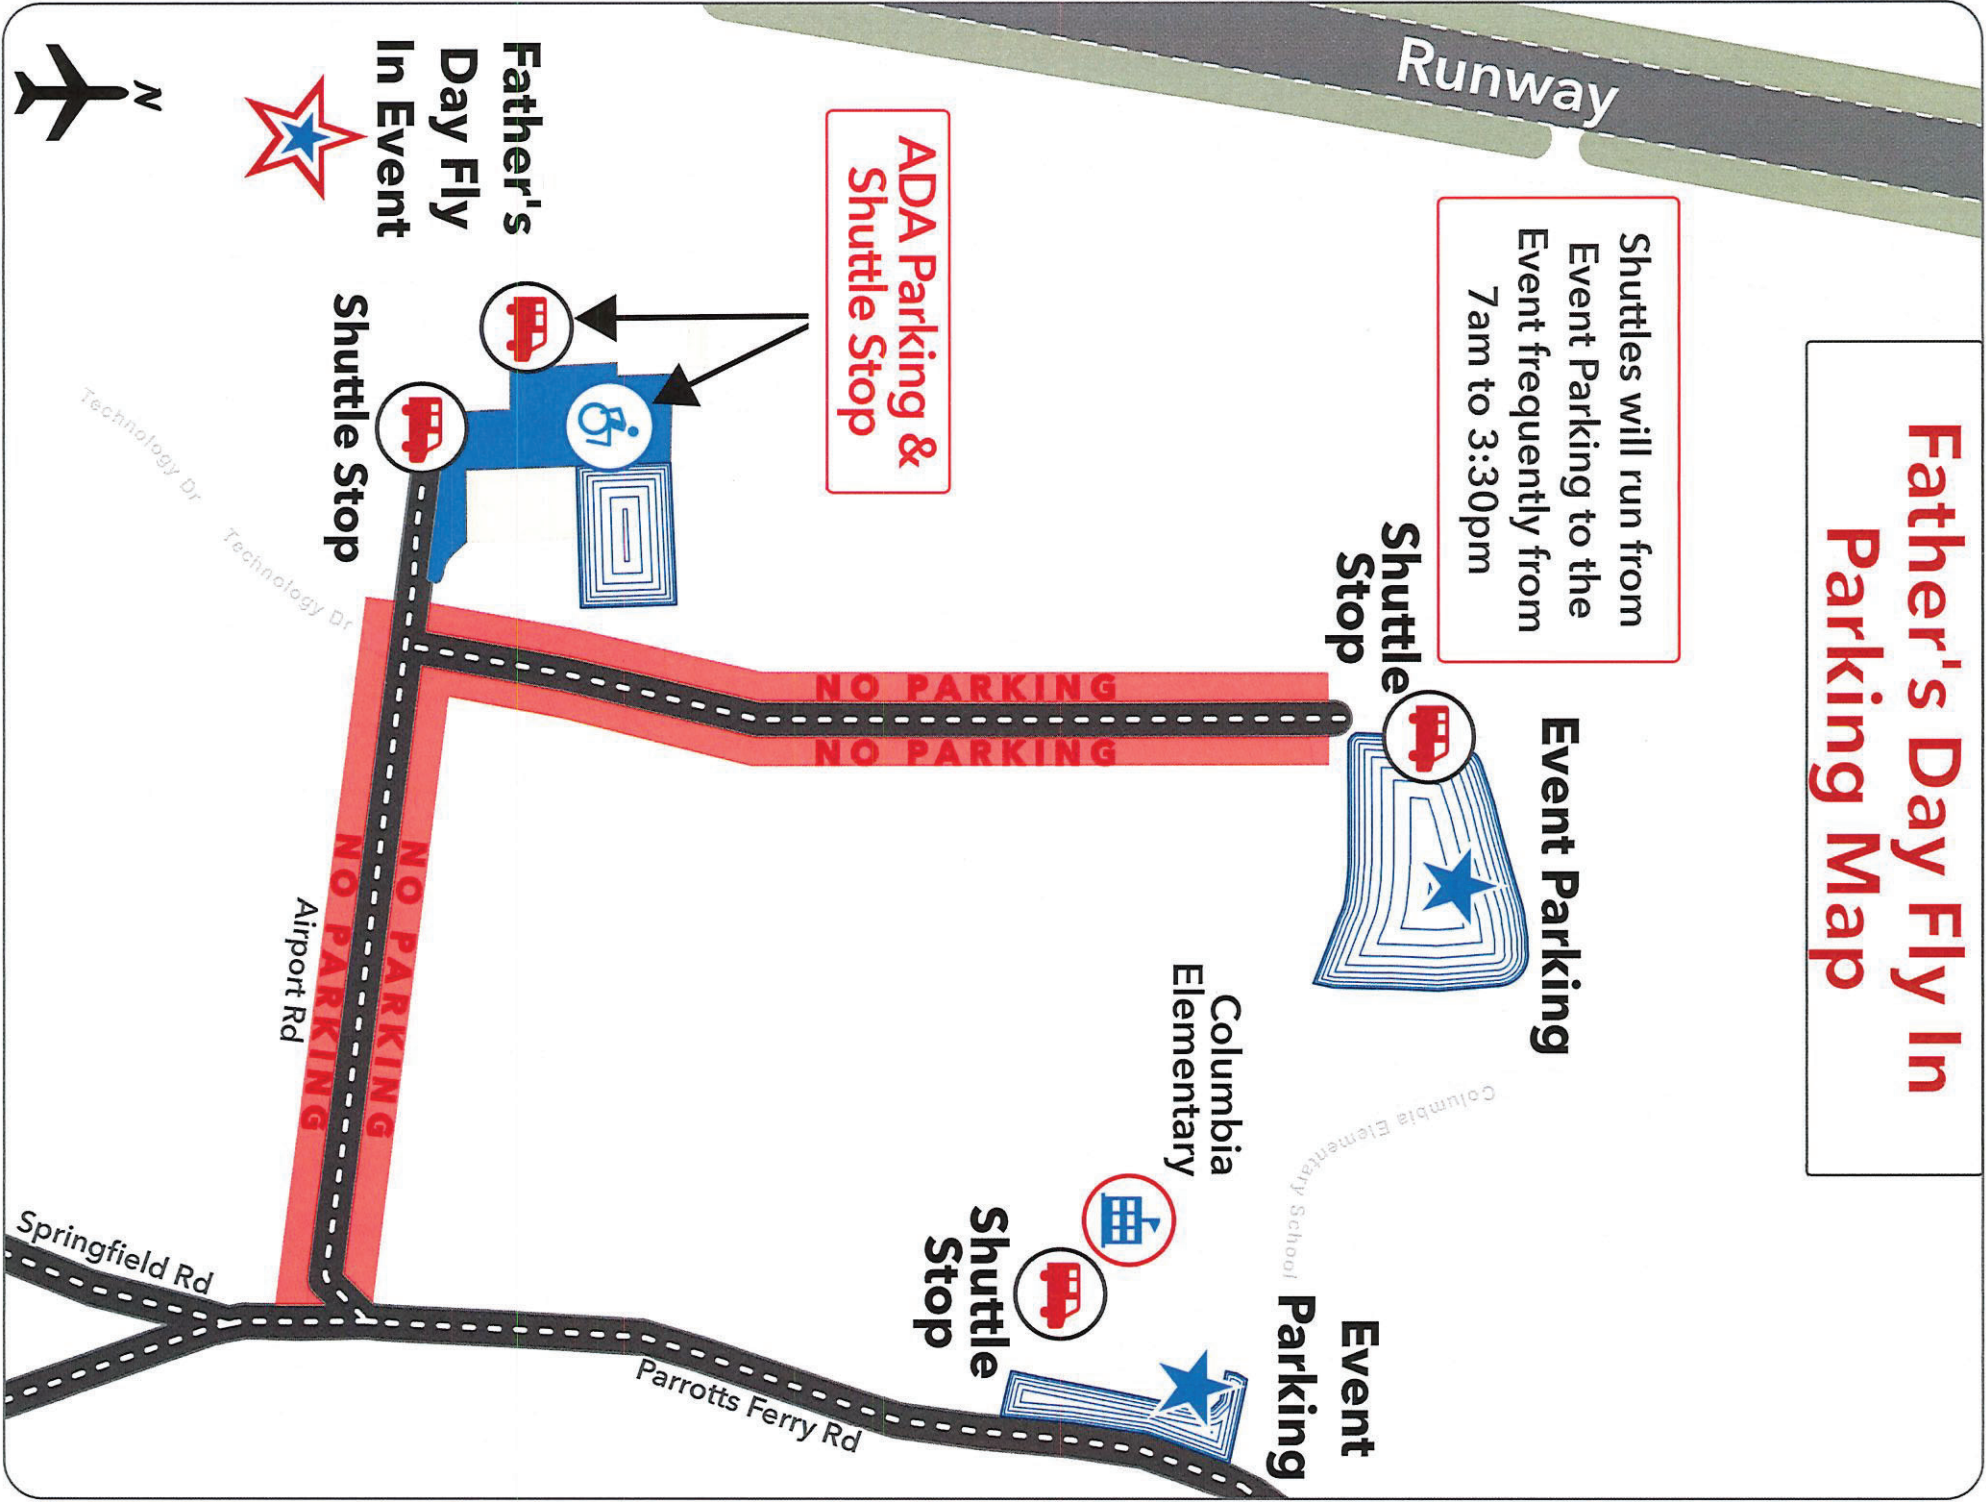 Father's Day Fly In
Parking Map
Runway
Shuttles will run from
Event Parking to the
Event frequently from
7am to 3:30pm
Shuttle
Stop
Event Parking
ADA Parking &
Shuttle Stop
Father's
Day Fly
In Event
N
Shuttle Stop
Technology Dr
Technology Dr
NO PARKING
NO PARKING
NO PARKING
NO PARKING
Airport Rd
Columbia
Elementary
Columbia Elementary School
Shuttle
Stop
Event
Parking
Springfield Rd
Parrotts Ferry Rd